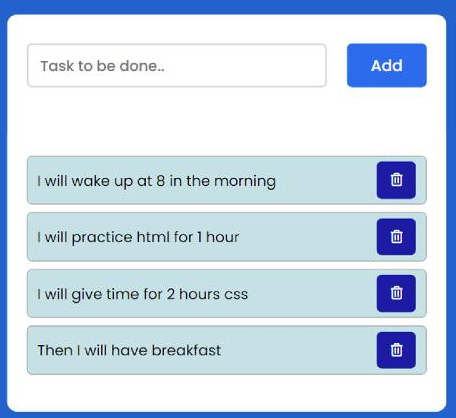 Task to be done..
Add
I will wake up at 8 in the morning
I will practice html for 1 hour
I will give time for 2 hours css
Then I will have breakfast